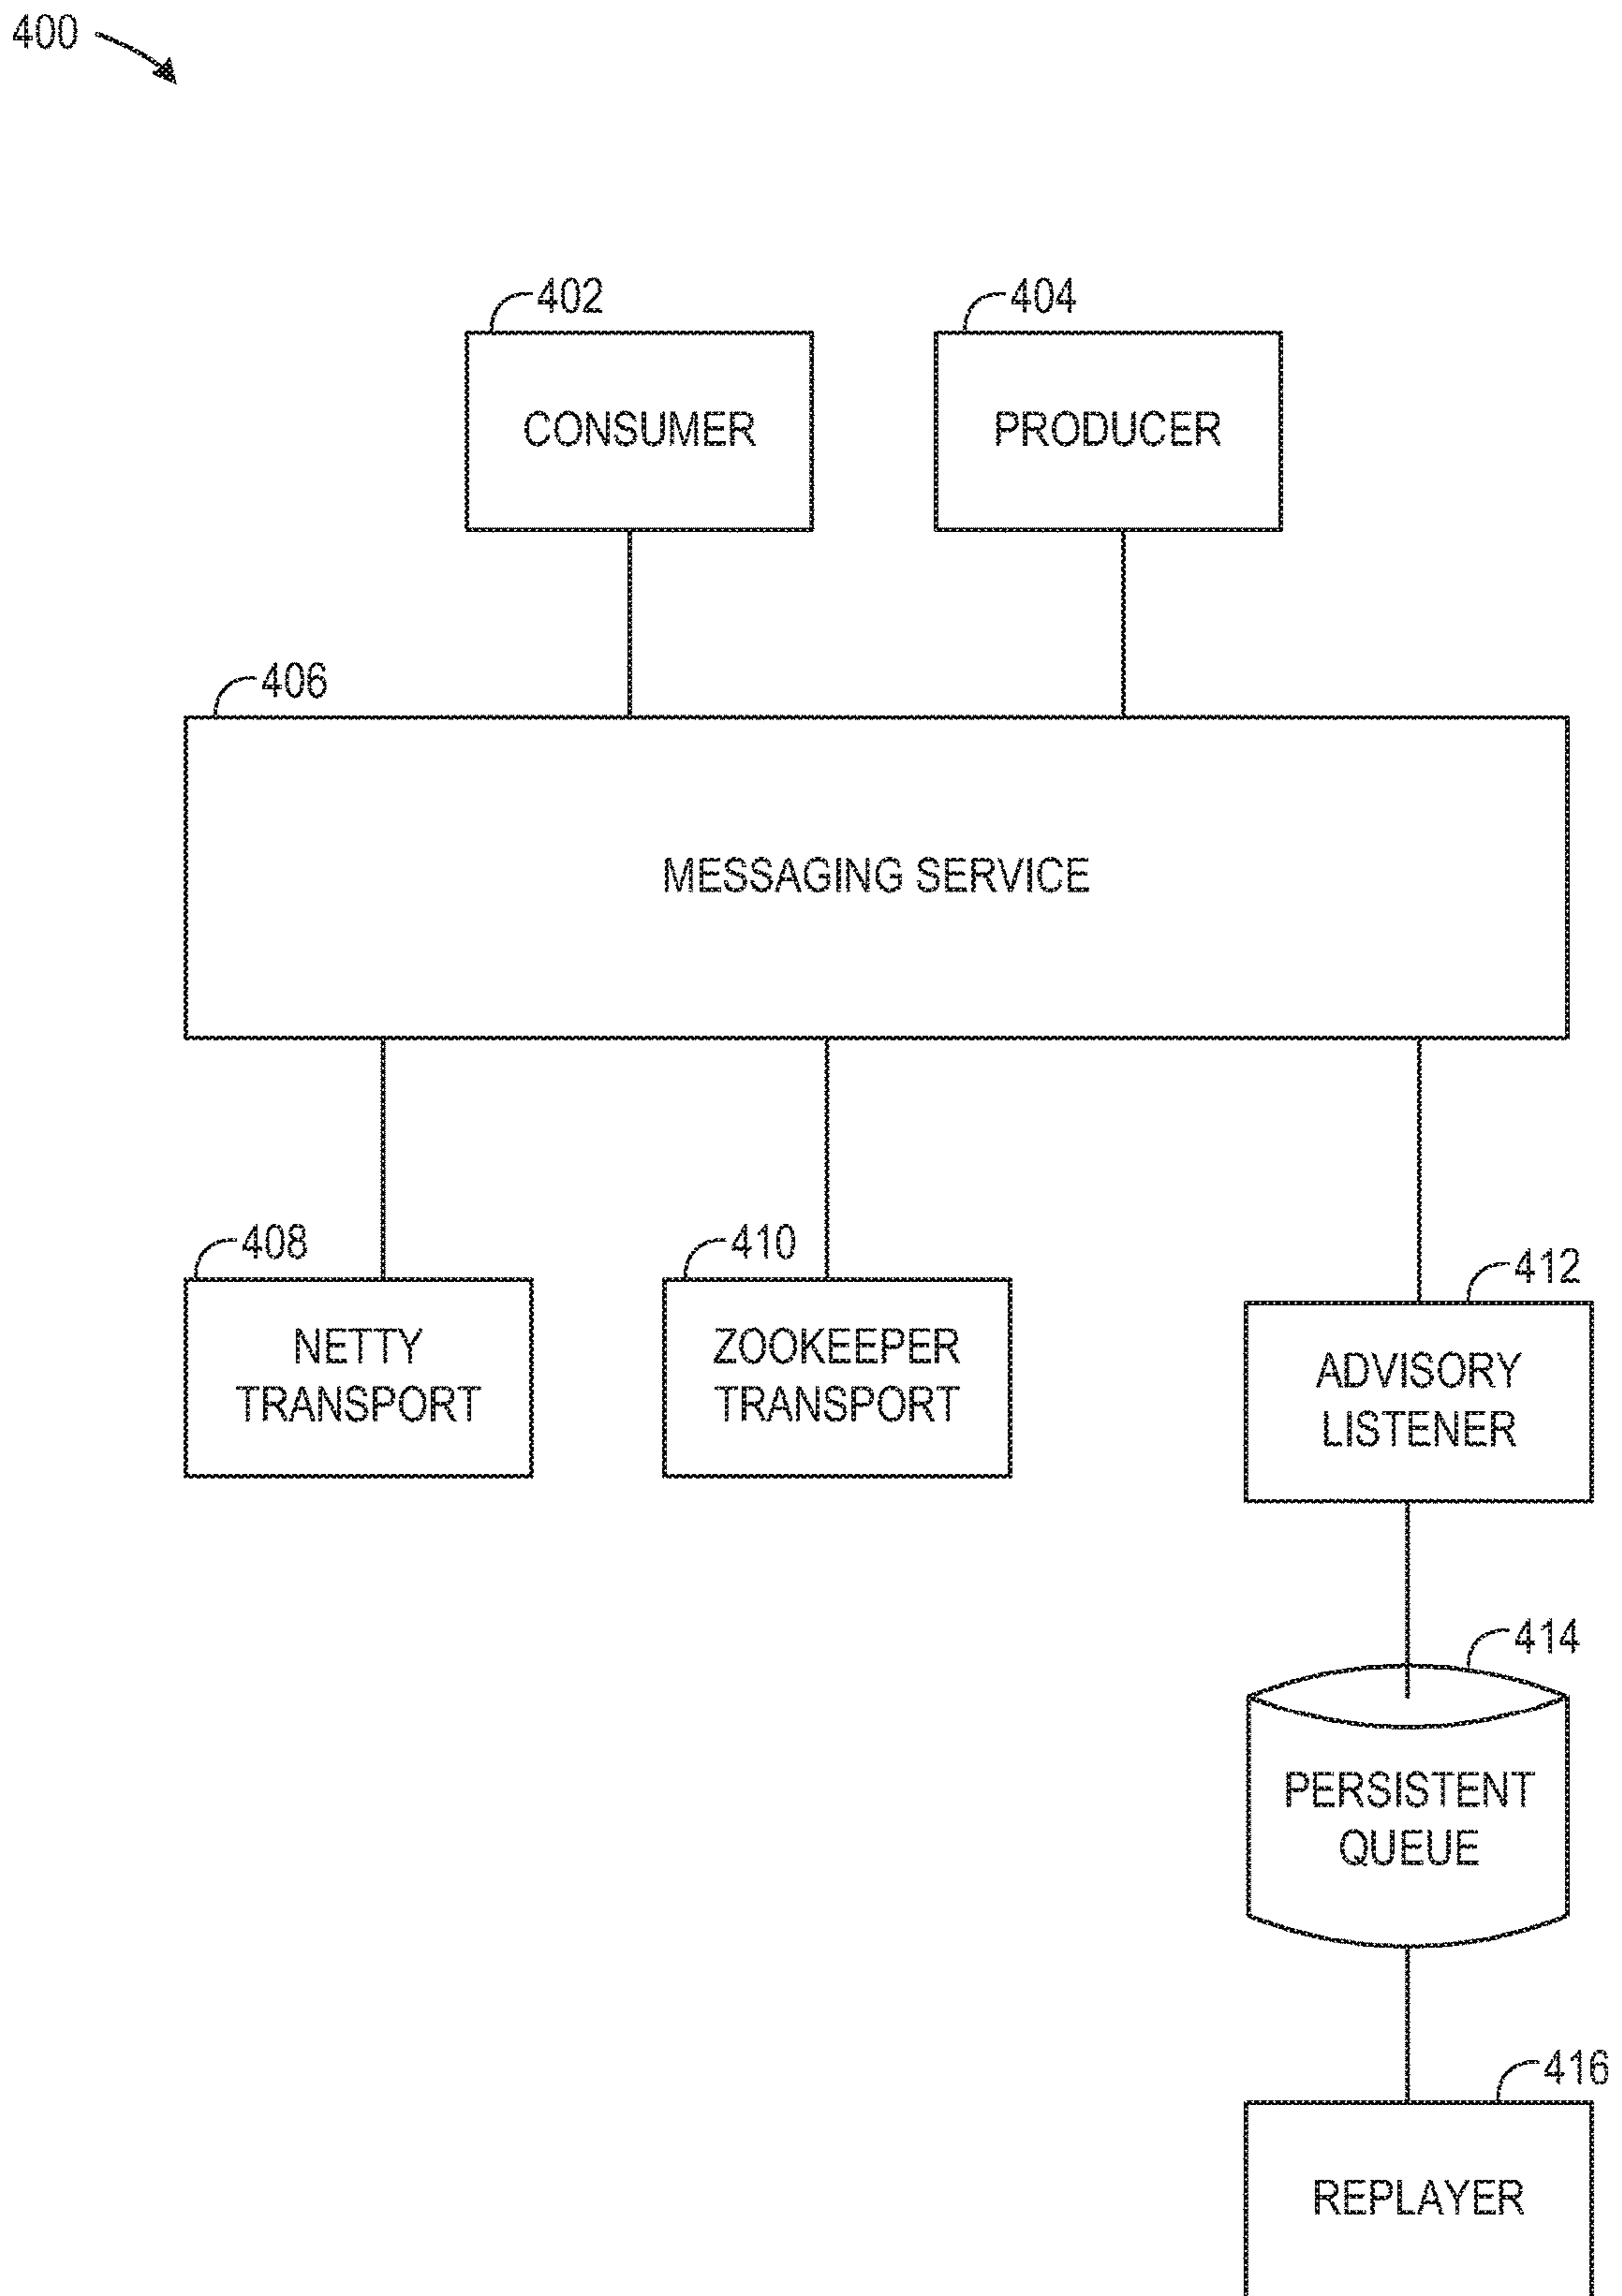 400
402
404
CONSUMER
PRODUCER
406
MESSAGING SERVICE
408
410
412
NETTY
TRANSPORT
ZOOKEEPER
TRANSPORT
ADVISORY
LISTENER
414
PERSISTENT
QUEUE
416
REPLAYER